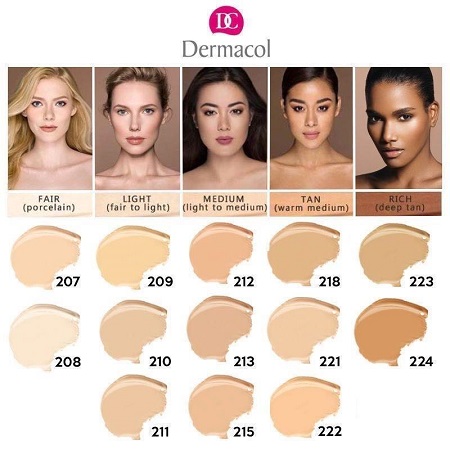 DC
Dermacol
FAIR
(porcelain)
LIGHT
(fair to light)
MEDIUM
(light to medium)
TAN
(warm medium)
RICH
(deep tan)
207 209 212 218 223
208 210 213 221 224
211 215 222